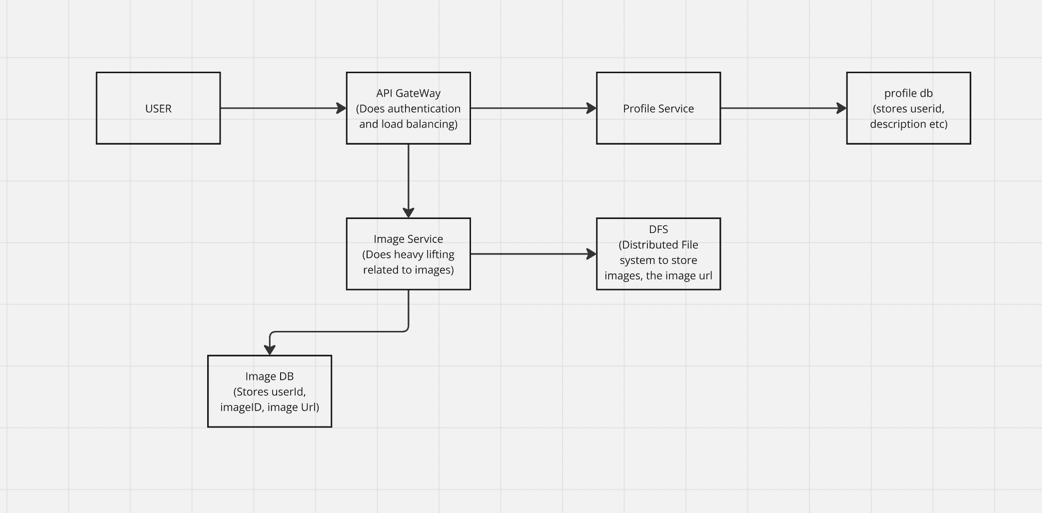 USER
API GateWay
(Does authentication
and load balancing)
Profile Service
profile db
(stores userid,
description etc)
Image Service
(Does heavy lifting
related to images)
DFS
(Distributed File
system to store
images, the image url
Image DB
(Stores userId,
imageID, image Url)